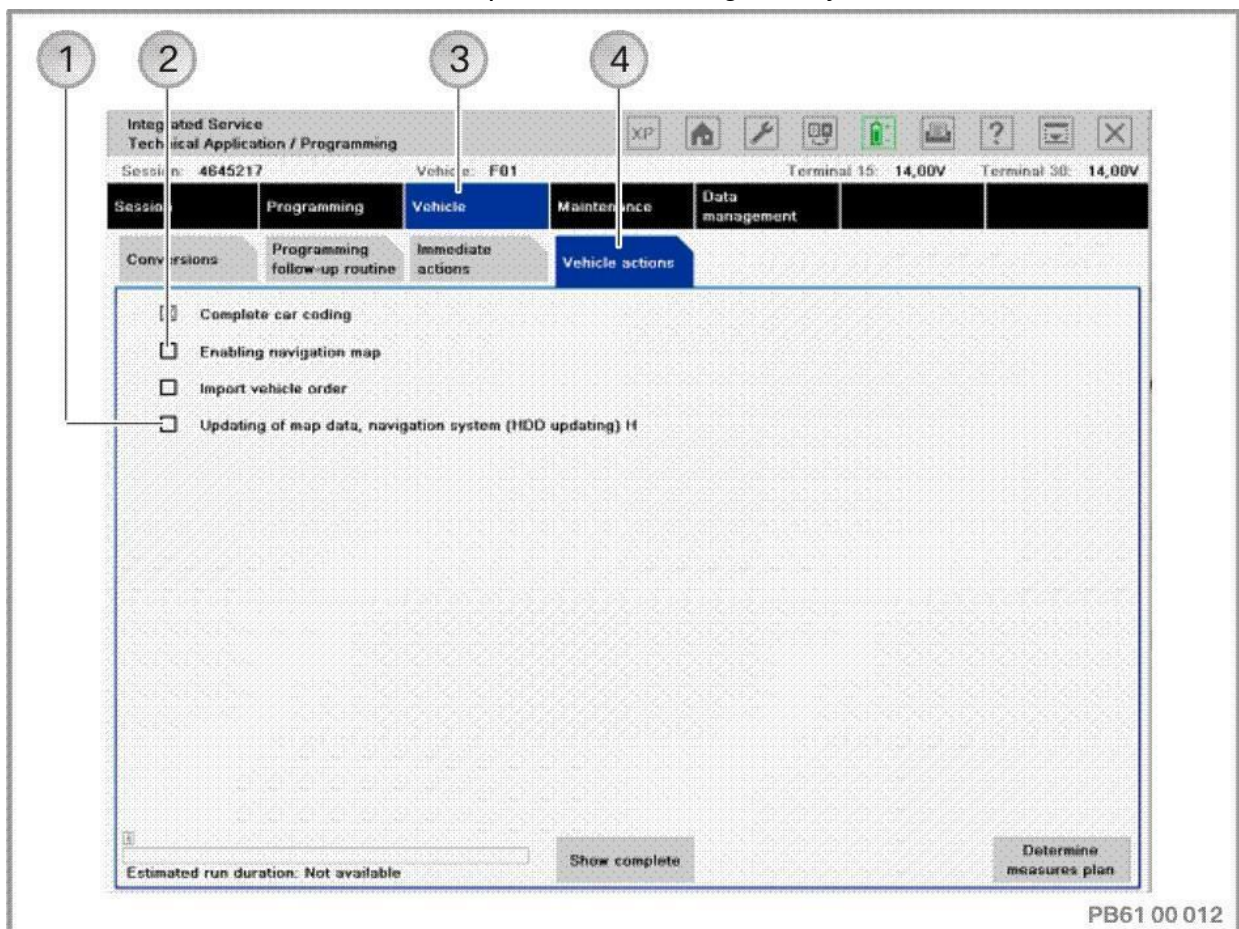 1 2 3 4
Integrated Service
Technical Application / Programming
XP
?
Session: 4645217 Vehicle: F01 Terminal 15: 14,00V Terminal 30: 14,00V
Session Programming Vehicle Maintenance Data
management
Conversions Programming
follow-up routine Immediate
actions Vehicle actions
Complete car coding
Enabling navigation map
Import vehicle order
Updating of map data, navigation system (HDD updating) H
Estimated run duration: Not available
Show complete
Determine
measures plan
PB61 00 012